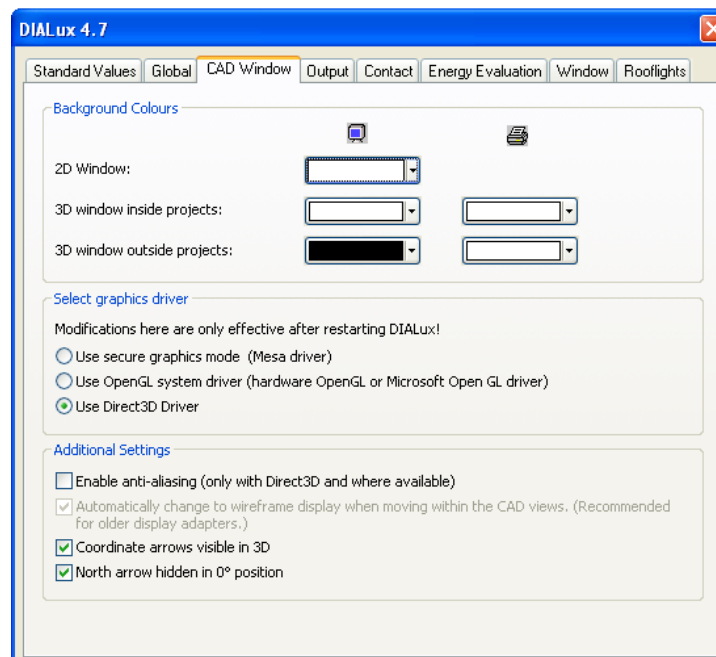 DIALux 4.7
Standard Values Global CAD Window Output Contact Energy Evaluation Window Rooflights
Background Colours
2D Window:
3D window inside projects:
3D window outside projects:
Select graphics driver
Modifications here are only effective after restarting DIALux!
Use secure graphics mode (Mesa driver)
Use OpenGL system driver (hardware OpenGL or Microsoft Open GL driver)
Use Direct3D Driver
Additional Settings
Enable anti-aliasing (only with Direct3D and where available)
Automatically change to wireframe display when moving within the CAD views. (Recommended
for older display adapters.)
Coordinate arrows visible in 3D
North arrow hidden in 0° position